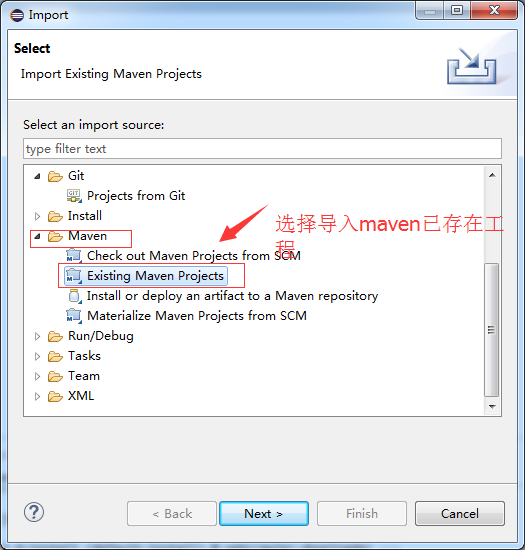 Import
Select
Import Existing Maven Projects
Select an import source:
type filter text
Git
Projects from Git
Install
Maven
Check out Maven Projects from SCM
Existing Maven Projects
Install or deploy an artifact to a Maven repository
Materialize Maven Projects from SCM
Run/Debug
Tasks
Team
XML
选择导入maven已存在工
程
< Back
Next >
Finish
Cancel